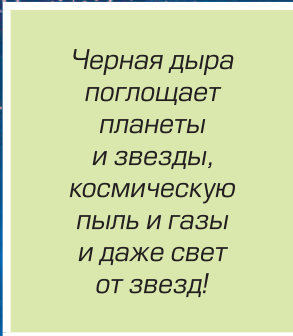 Черная дыра
поглощает
планеты
и звезды,
космическую
пыль и газы
и даже свет
от звезд!